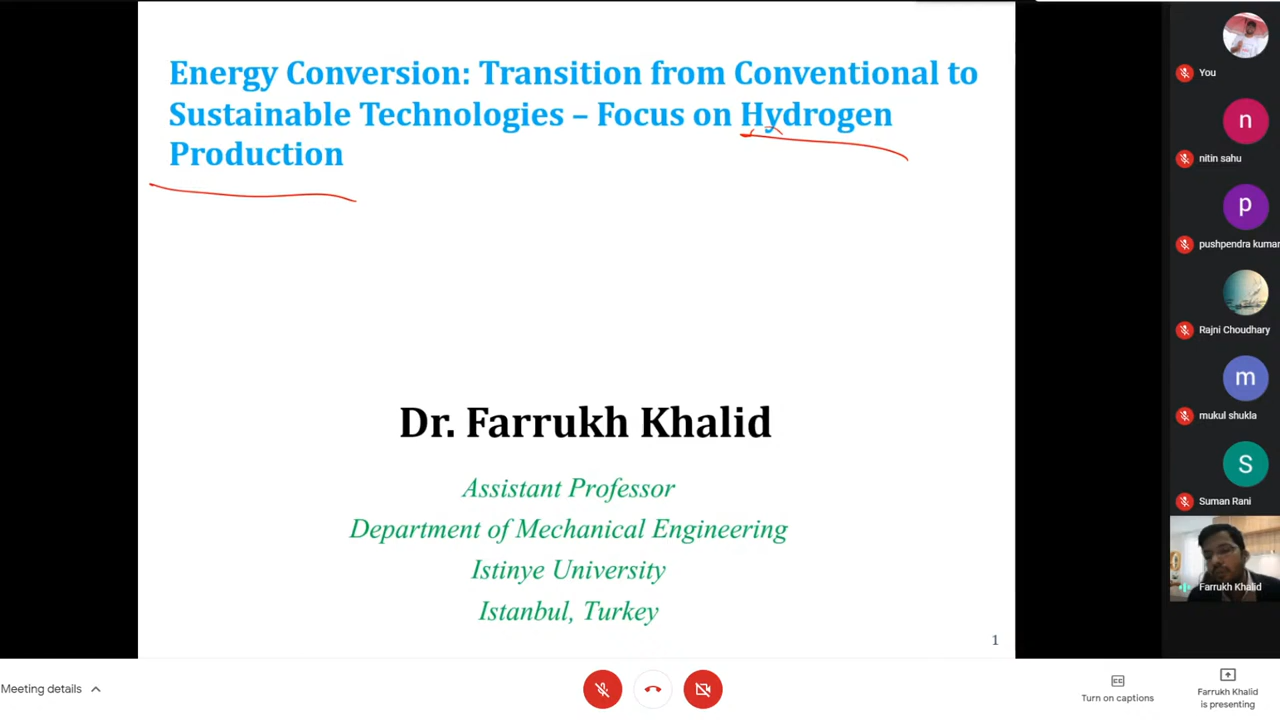 Energy Conversion: Transition from Conventional to
Sustainable Technologies – Focus on Hydrogen
Production
Dr. Farrukh Khalid
Assistant Professor
Department of Mechanical Engineering
Istinye University
Istanbul, Turkey
1
You
n
nitin sahu
p
pushpendra kumar
Rajni Choudhary
m
mukul shukla
S
Suman Rani
Farrukh Khalid
Meeting details
CC
Turn on captions
Farrukh Khalid
is presenting